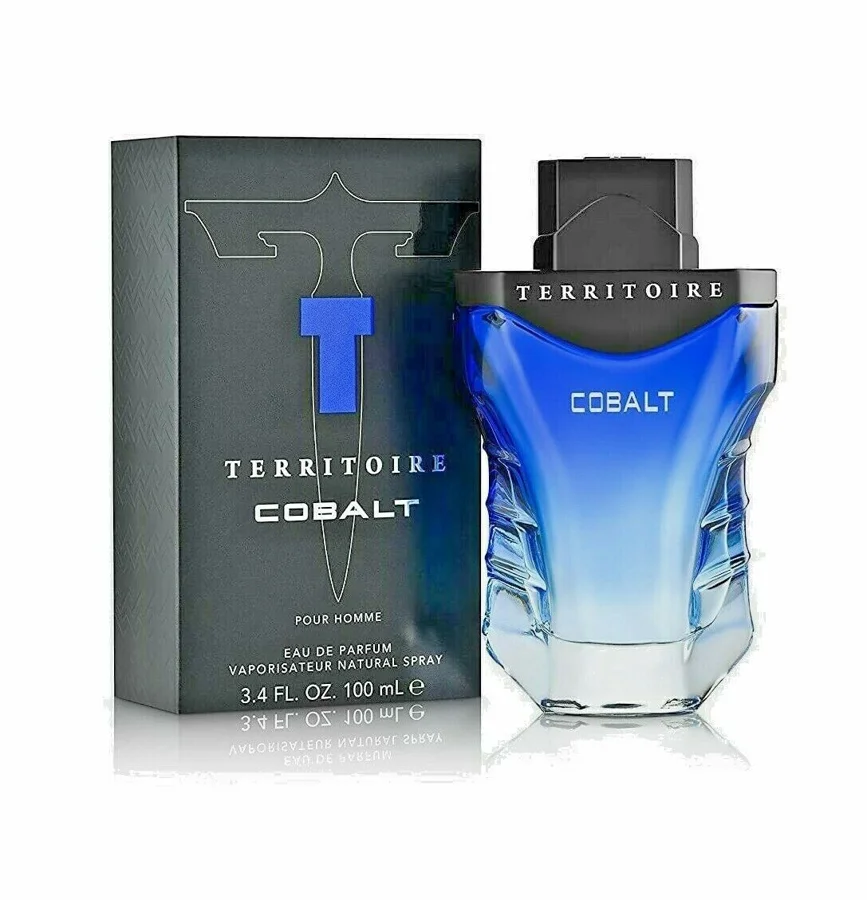 T
TERRITOIRE
COBALT
POUR HOMME
EAU DE PARFUM
VAPORISATEUR NATURAL SPRAY
3.4 FL. OZ. 100 mL ℮
TERRITOIRE
COBALT